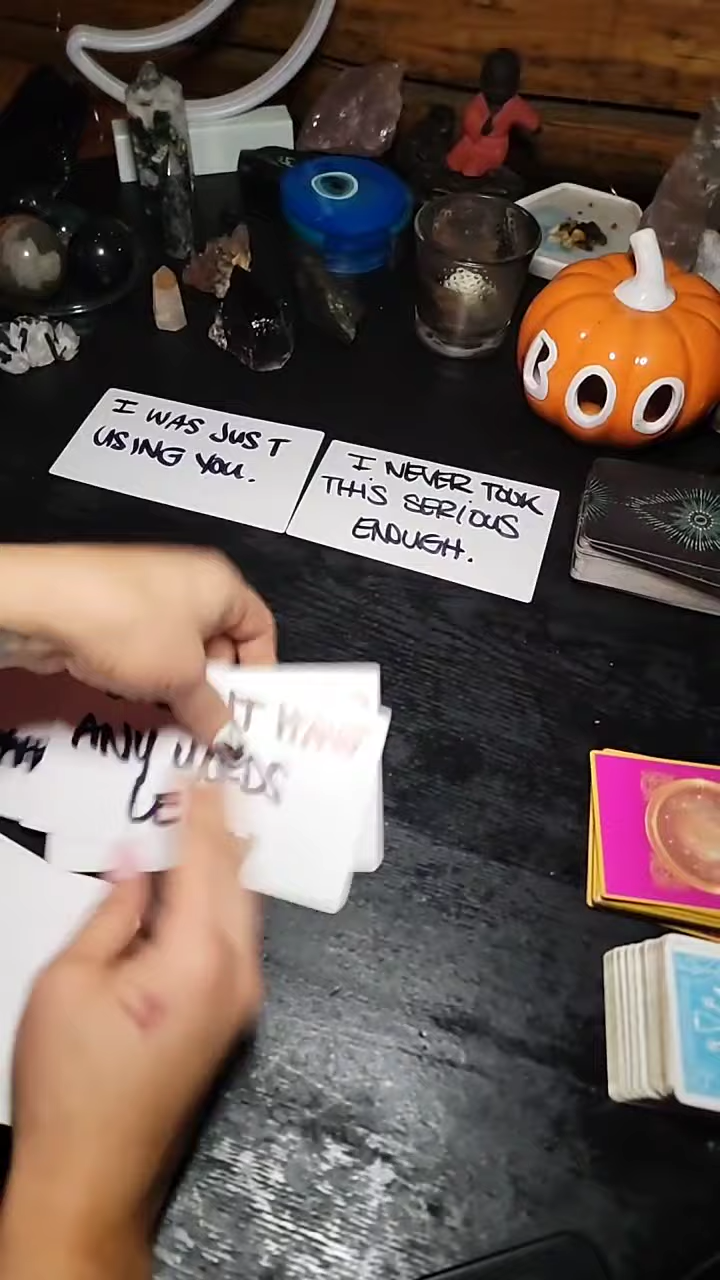 I WAS JUST
USING YOU.
I NEVER TOOK
THIS SERIOUS
ENOUGH.
BOO
ANY